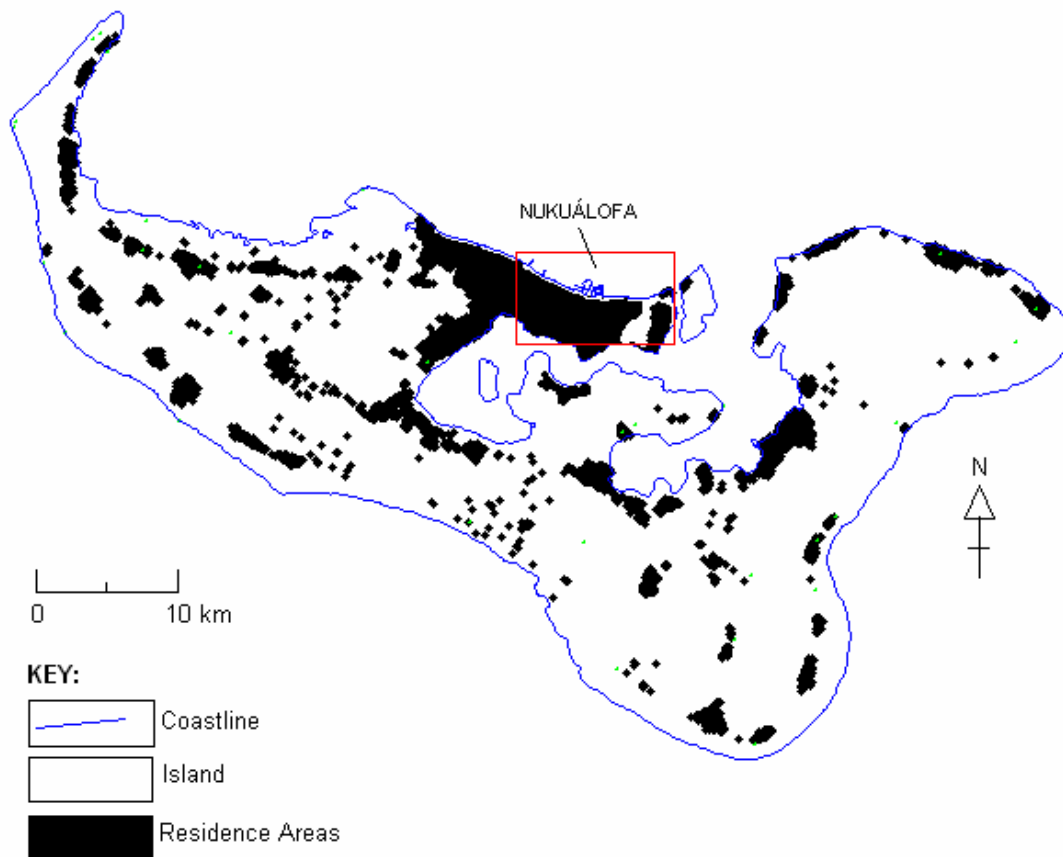 NUKUÁLOFA
N
0 10 km
KEY:
Coastline
Island
Residence Areas